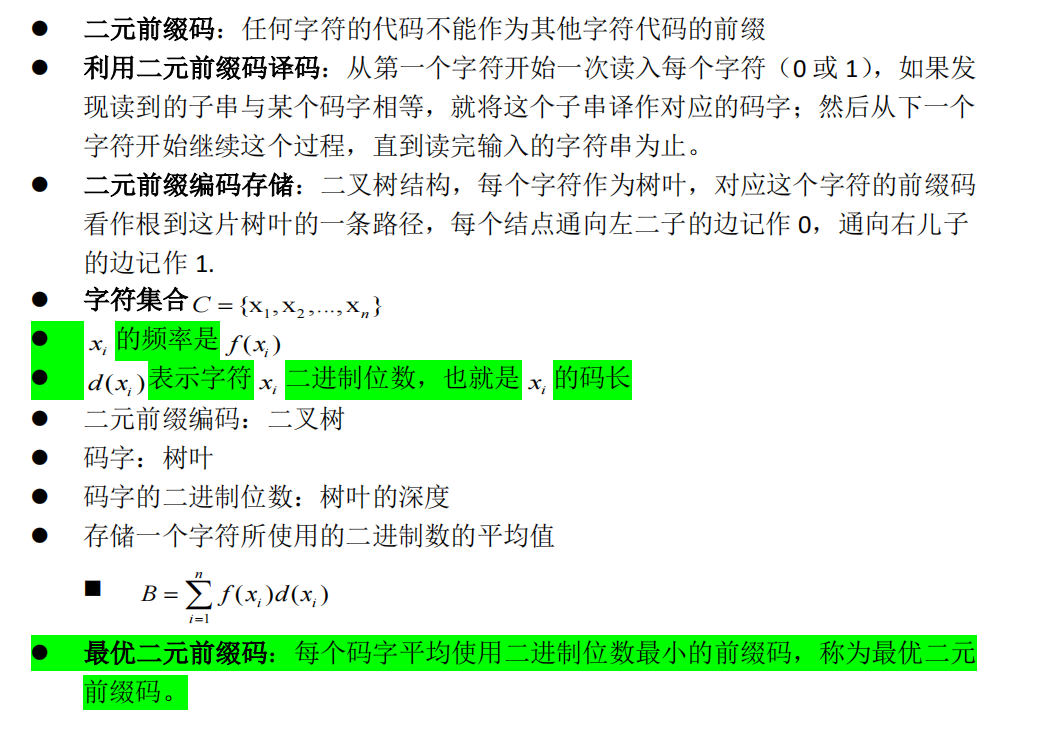 ● 二元前缀码：任何字符的代码不能作为其他字符代码的前缀
● 利用二元前缀码译码：从第一个字符开始一次读入每个字符（0或1），如果发
现读到的子串与某个码字相等，就将这个子串译作对应的码字；然后从下一个
字符开始继续这个过程，直到读完输入的字符串为止。
● 二元前缀编码存储：二叉树结构，每个字符作为树叶，对应这个字符的前缀码
看作根到这片树叶的一条路径，每个结点通向左二子的边记作 0，通向右儿子
的边记作 1.
● 字符集合 C = {x₁,x₂,...,xₙ}
● xᵢ 的频率是 f(xᵢ)
● d(xᵢ)表示字符 xᵢ 二进制位数，也就是 xᵢ 的码长
● 二元前缀编码：二叉树
● 码字：树叶
● 码字的二进制位数：树叶的深度
● 存储一个字符所使用的二进制数的平均值
■ B = ∑ⁿᵢ₌₁ f(xᵢ)d(xᵢ)
● 最优二元前缀码：每个码字平均使用二进制位数最小的前缀码，称为最优二元
前缀码。